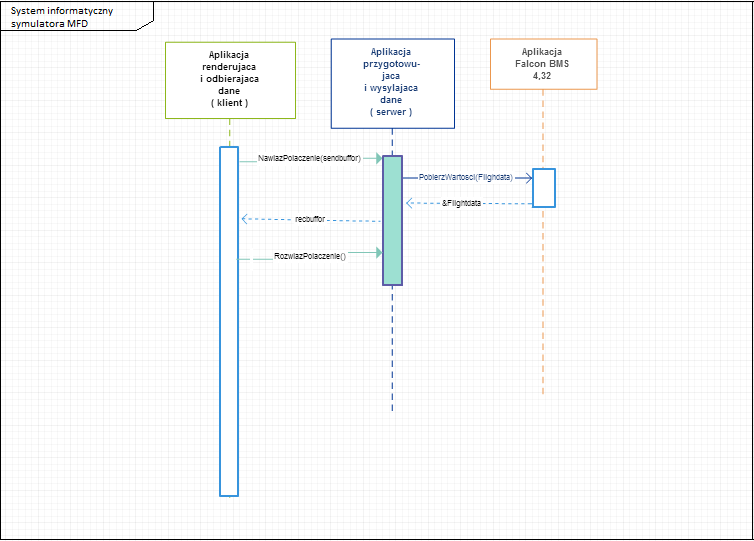 System informatyczny
symulatora MFD
Aplikacja
renderujaca
i odbierajaca
dane
( klient )
Aplikacja
przygotowu-
jaca
i wysylajaca
dane
( serwer )
Aplikacja
Falcon BMS
4,32
NawiazPolaczenie(sendbuffor)
PobierzWartosci(Flighdata)
&Flightdata
recbuffor
RozwiazPolaczenie()